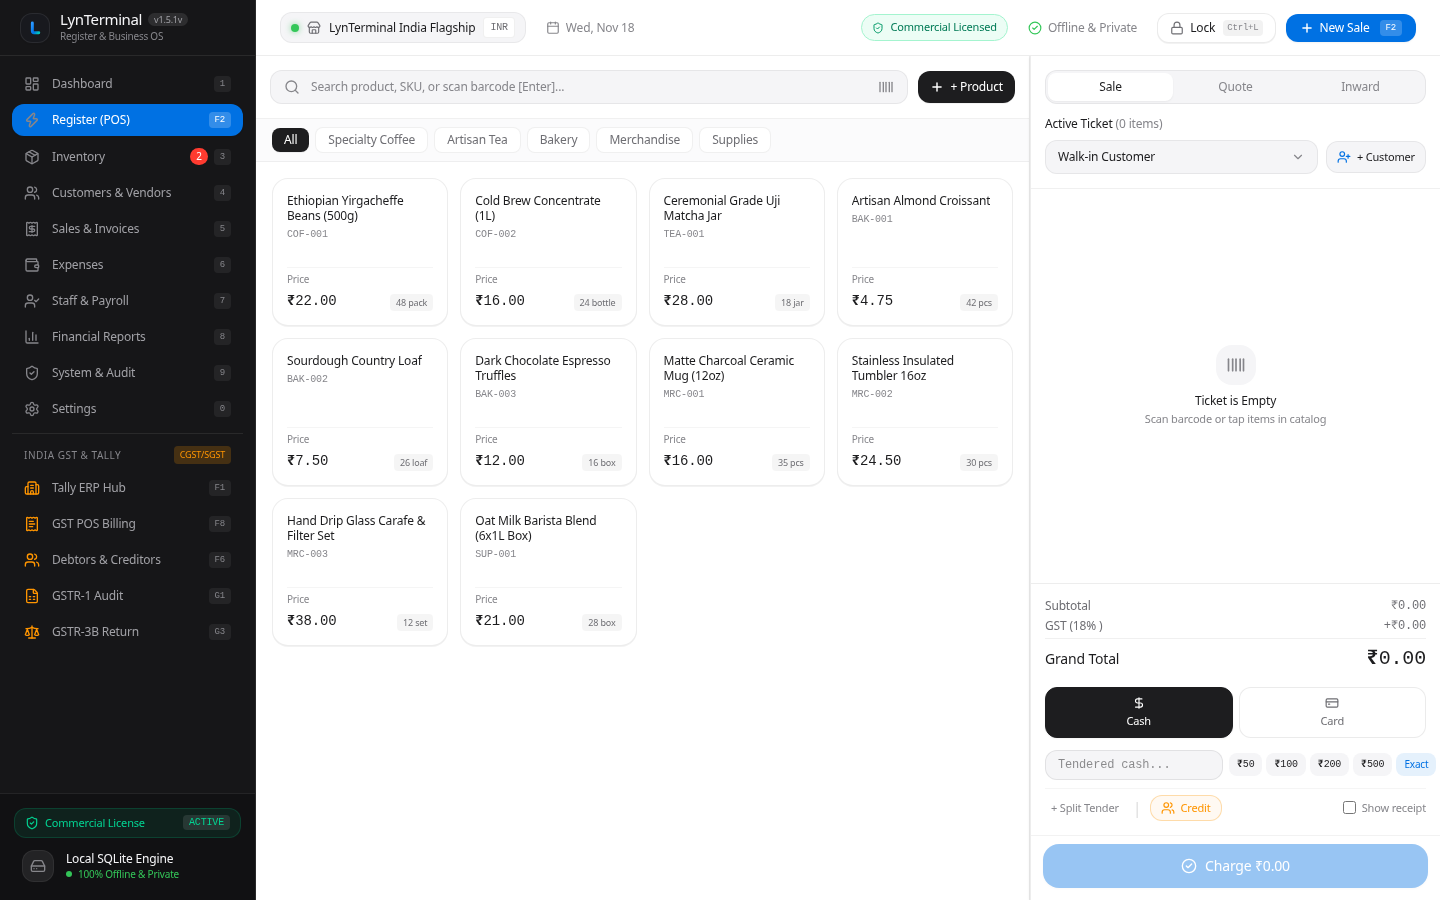 LynTerminal v1.5.1v
Register & Business OS
Dashboard 1
Register (POS) F2
Inventory 2 3
Customers & Vendors 4
Sales & Invoices 5
Expenses 6
Staff & Payroll 7
Financial Reports 8
System & Audit 9
Settings 0
INDIA GST & TALLY CGST/SGST
Tally ERP Hub F1
GST POS Billing F8
Debtors & Creditors F6
GSTR-1 Audit G1
GSTR-3B Return G3
Commercial License ACTIVE
Local SQLite Engine
100% Offline & Private
LynTerminal India Flagship INR
Wed, Nov 18
Commercial Licensed
Offline & Private
Lock Ctrl+L
New Sale F2
Search product, SKU, or scan barcode [Enter]...
+ Product
All
Specialty Coffee
Artisan Tea
Bakery
Merchandise
Supplies
Ethiopian Yirgacheffe
Beans (500g)
COF-001
Price
₹22.00 48 pack
Cold Brew Concentrate
(1L)
COF-002
Price
₹16.00 24 bottle
Ceremonial Grade Uji
Matcha Jar
TEA-001
Price
₹28.00 18 jar
Artisan Almond Croissant
BAK-001
Price
₹4.75 42 pcs
Sourdough Country Loaf
BAK-002
Price
₹7.50 26 loaf
Dark Chocolate Espresso
Truffles
BAK-003
Price
₹12.00 16 box
Matte Charcoal Ceramic
Mug (12oz)
MRC-001
Price
₹16.00 35 pcs
Stainless Insulated
Tumbler 16oz
MRC-002
Price
₹24.50 30 pcs
Hand Drip Glass Carafe &
Filter Set
MRC-003
Price
₹38.00 12 set
Oat Milk Barista Blend
(6x1L Box)
SUP-001
Price
₹21.00 28 box
Sale
Quote
Inward
Active Ticket (0 items)
Walk-in Customer
+ Customer
Ticket is Empty
Scan barcode or tap items in catalog
Subtotal ₹0.00
GST (18% ) +₹0.00
Grand Total ₹0.00
Cash
Card
Tendered cash...
₹50
₹100
₹200
₹500
Exact
+ Split Tender
Credit
Show receipt
Charge ₹0.00